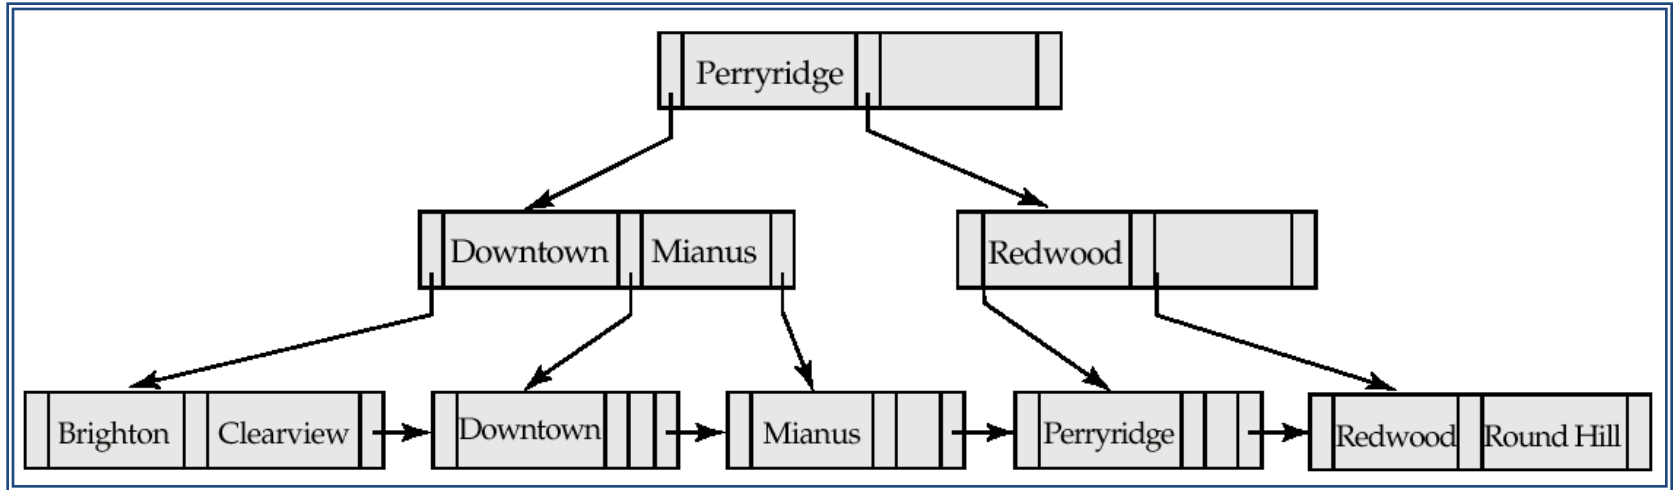 Perryridge
Downtown Mianus
Redwood
Brighton Clearview
Downtown
Mianus
Perryridge
Redwood Round Hill